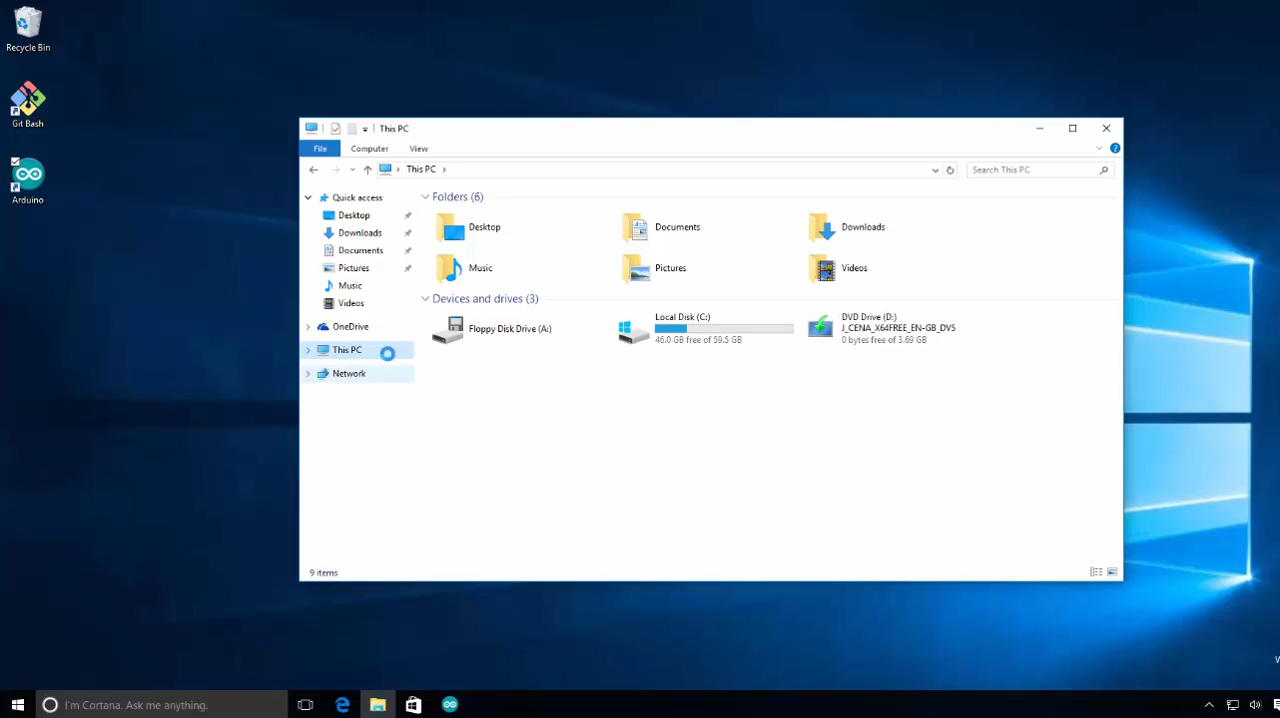 Recycle Bin
Git Bash
Arduino
This PC
File Computer View
This PC
Search This PC
Quick access
Desktop
Downloads
Documents
Pictures
Music
Videos
OneDrive
This PC
Network
Folders (6)
Desktop
Documents
Downloads
Music
Pictures
Videos
Devices and drives (3)
Floppy Disk Drive (A:)
Local Disk (C:)
46.0 GB free of 59.5 GB
DVD Drive (D:)
J_CENA_X64FREE_EN-GB_DV5
0 bytes free of 3.69 GB
9 items
I'm Cortana. Ask me anything.